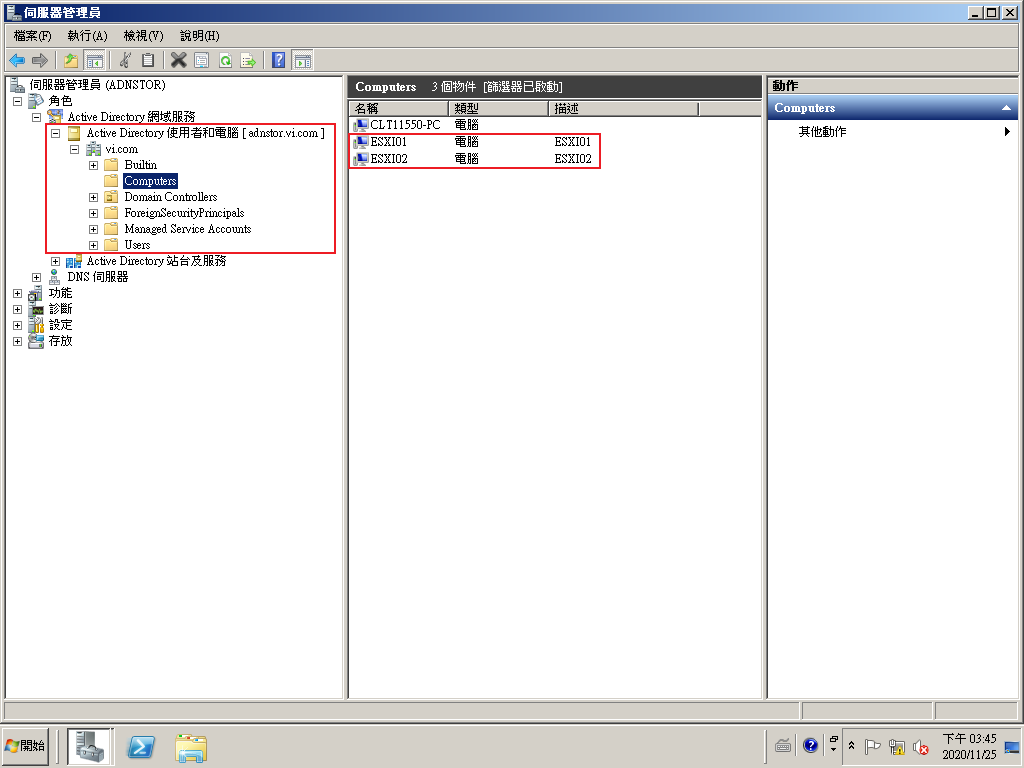 伺服器管理員
檔案(F) 執行(A) 檢視(V) 說明(H)
伺服器管理員 (ADNSTOR)
角色
Active Directory 網域服務
Active Directory 使用者和電腦 [ adnstor.vi.com ]
vi.com
Builtin
Computers
Domain Controllers
ForeignSecurityPrincipals
Managed Service Accounts
Users
Active Directory 站台及服務
DNS 伺服器
功能
診斷
設定
存放
Computers 3 個物件 [篩選器已啟動]
名稱 類型 描述
CLT11550-PC 電腦
ESXI01 電腦 ESXI01
ESXI02 電腦 ESXI02
動作
Computers
其他動作
開始
下午 03:45
2020/11/25